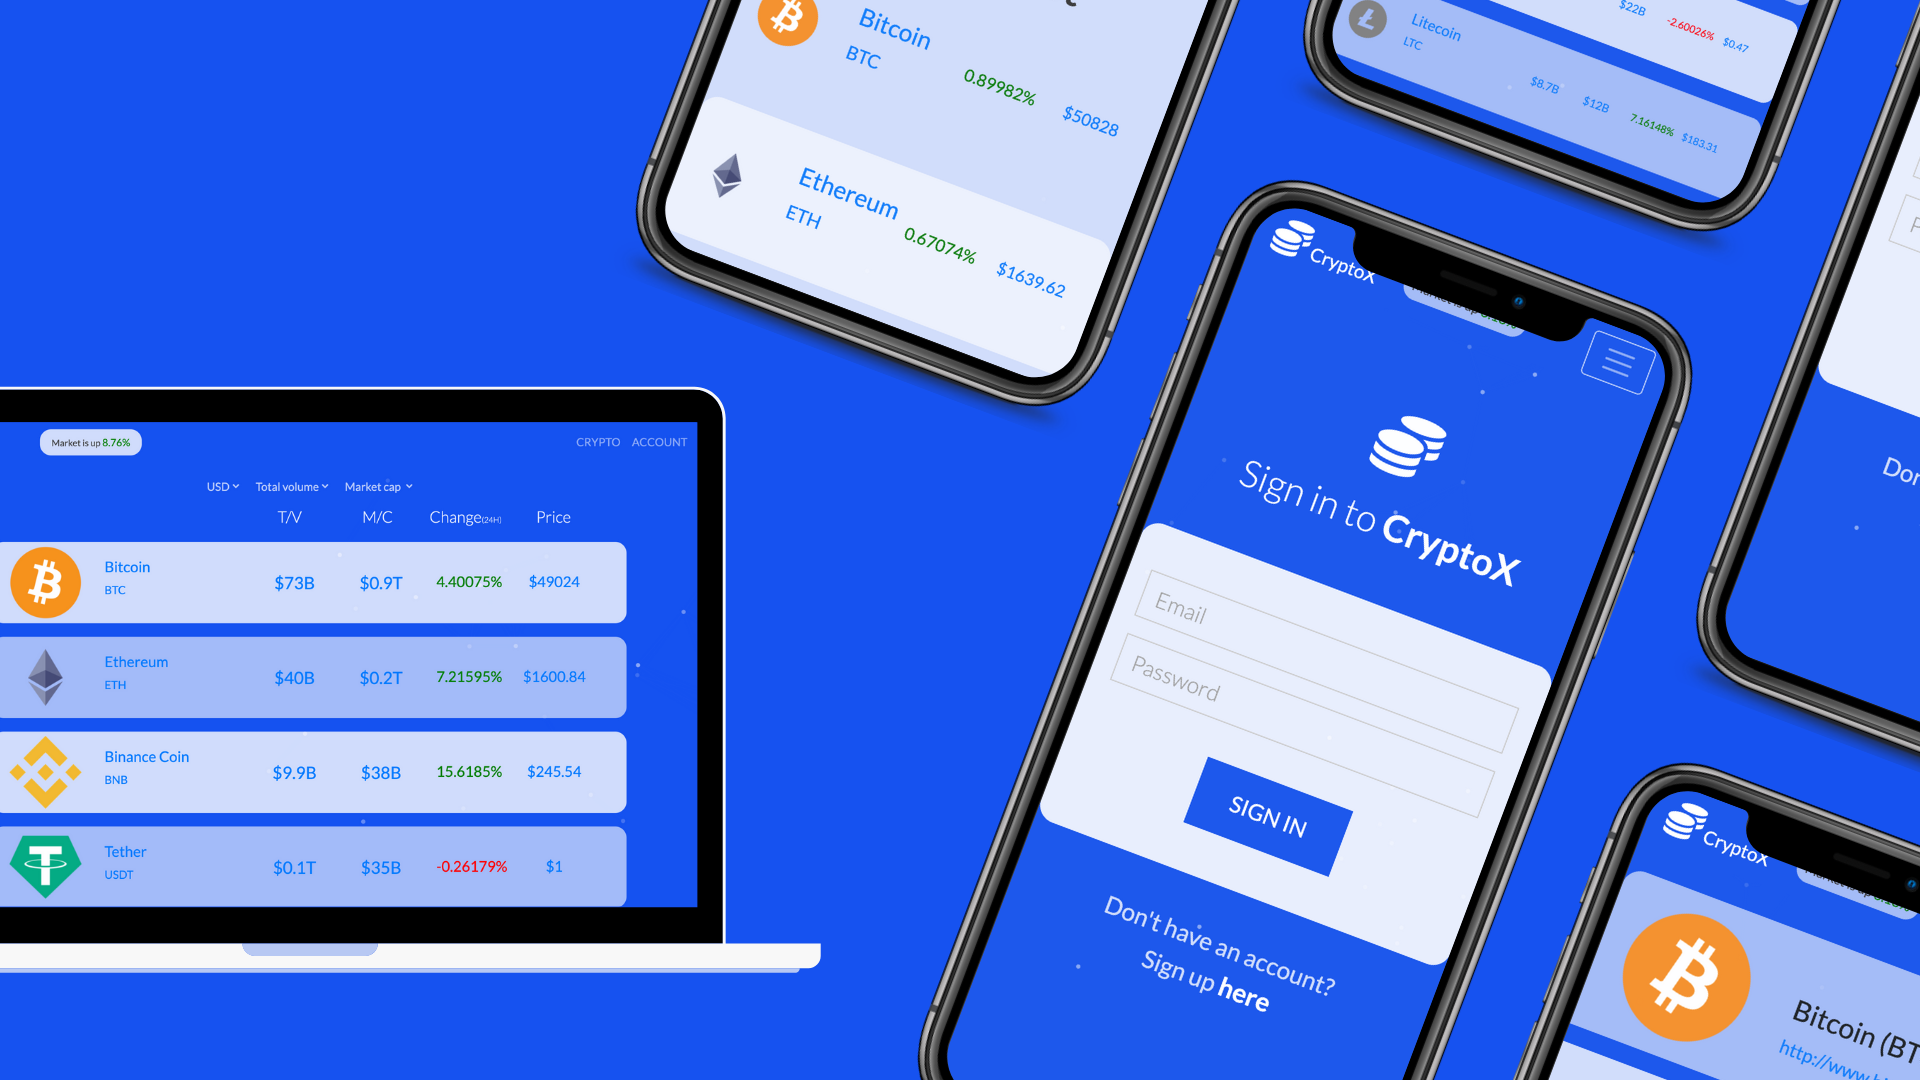 Bitcoin
BTC
0.89982%
$50828
Ethereum
ETH
0.67074%
$1639.62
$22B
-2.60026%
$0.47
Litecoin
LTC
$8.7B
$12B
7.16148%
$183.31
CryptoX
Sign in to CryptoX
Email
Password
SIGN IN
Don't have an account?
Sign up here
Market is up 8.76%
CRYPTO ACCOUNT
USD Total volume Market cap
T/V M/C Change(24H) Price
Bitcoin
BTC
$73B $0.9T 4.40075% $49024
Ethereum
ETH
$40B $0.2T 7.21595% $1600.84
Binance Coin
BNB
$9.9B $38B 15.6185% $245.54
Tether
USDT
$0.1T $35B -0.26179% $1
CryptoX
Bitcoin (BT
http://www.b
Don